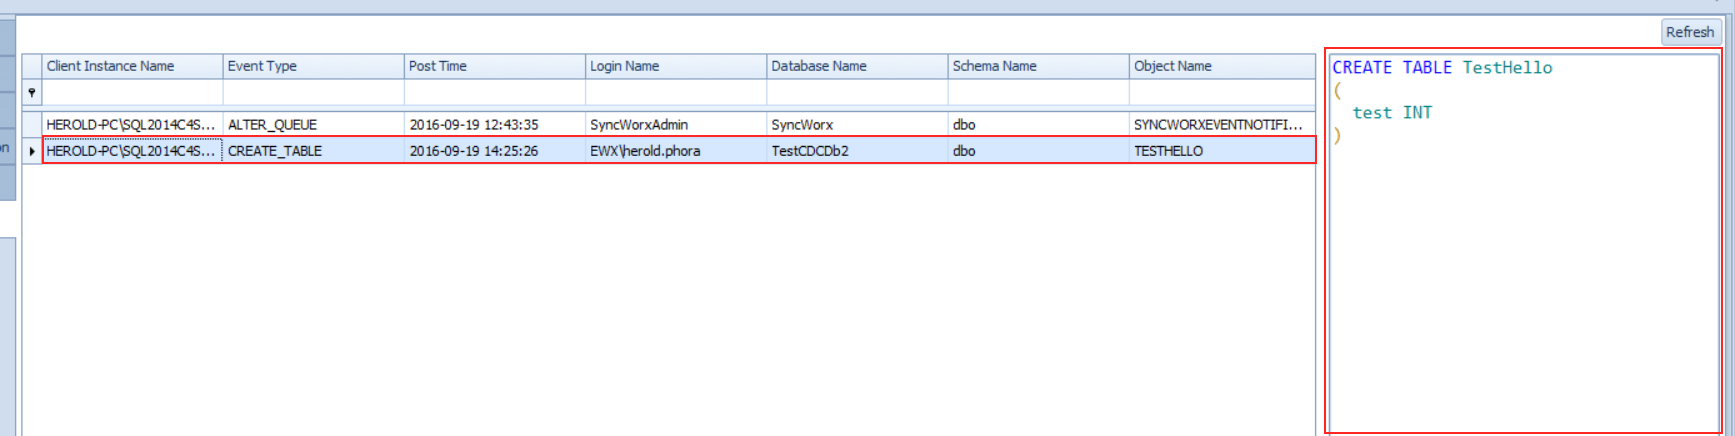 Refresh
Client Instance Name Event Type Post Time Login Name Database Name Schema Name Object Name
HEROLD-PC\SQL2014C4S... ALTER_QUEUE 2016-09-19 12:43:35 SyncWorxAdmin SyncWorx dbo SYNCWORXEVENTNOTIFI...
on HEROLD-PC\SQL2014C4S... CREATE_TABLE 2016-09-19 14:25:26 EWX\herold.phora TestCDCDb2 dbo TESTHELLO
CREATE TABLE TestHello
(
test INT
)